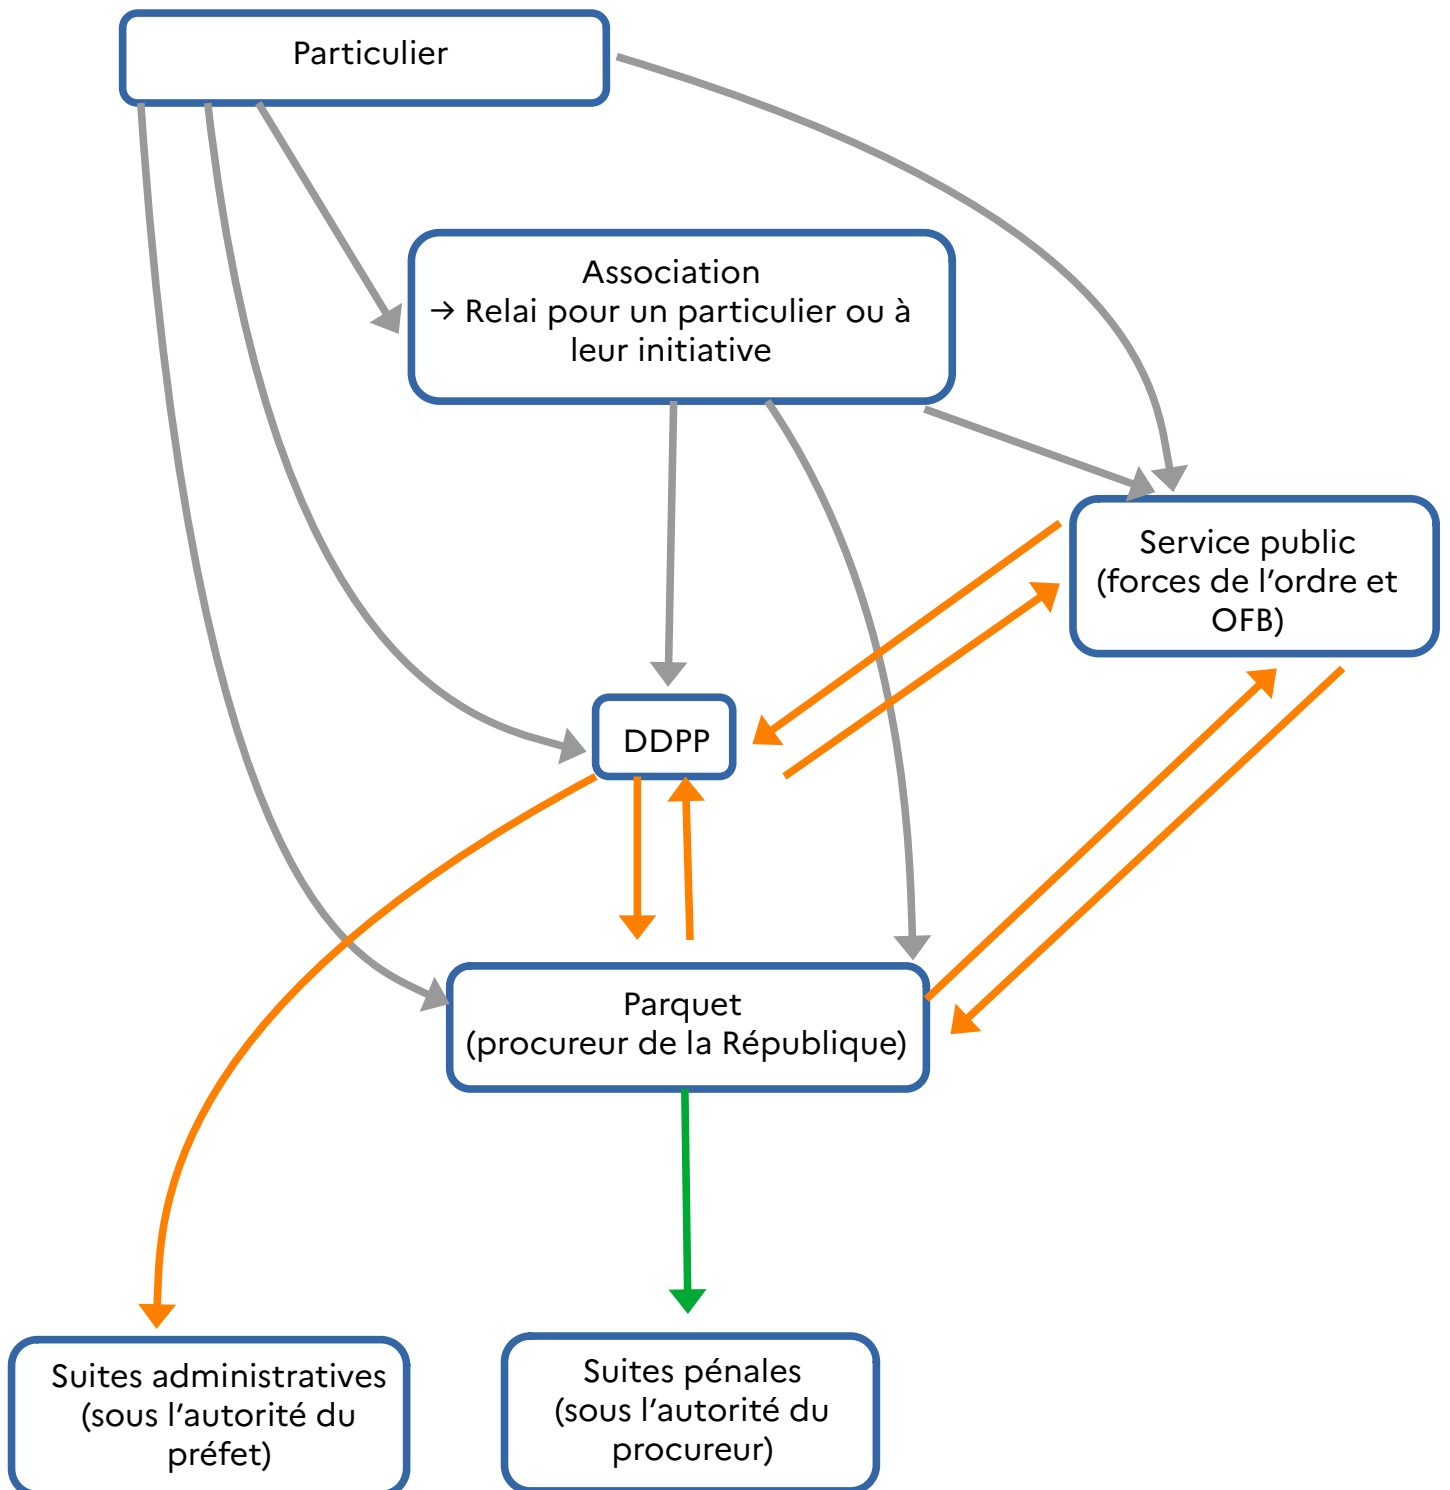 Particulier
Association
→ Relai pour un particulier ou à
leur initiative
Service public
(forces de l’ordre et
OFB)
DDPP
Parquet
(procureur de la République)
Suites administratives
(sous l’autorité du
préfet)
Suites pénales
(sous l’autorité du
procureur)